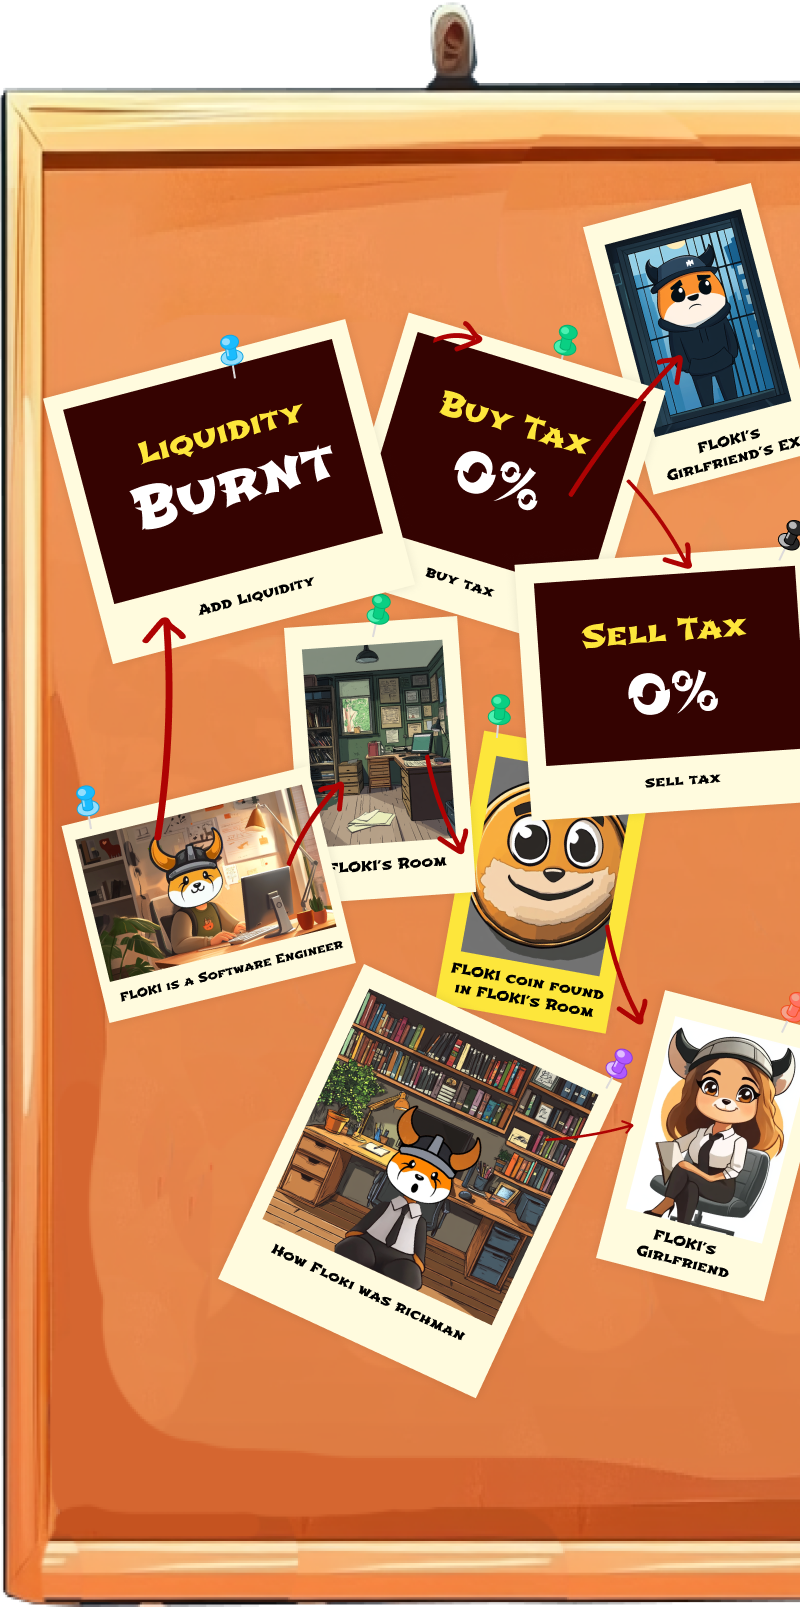 FLOKI'S
GIRLFRIEND'S EX
LIQUIDITY
BURNT
ADD LIQUIDITY
BUY TAX
0%
BUY TAX
SELL TAX
0%
SELL TAX
FLOKI'S ROOM
FLOKI IS A SOFTWARE ENGINEER
FLOKI COIN FOUND
IN FLOKI'S ROOM
HOW FLOKI WAS RICHMAN
FLOKI'S
GIRLFRIEND